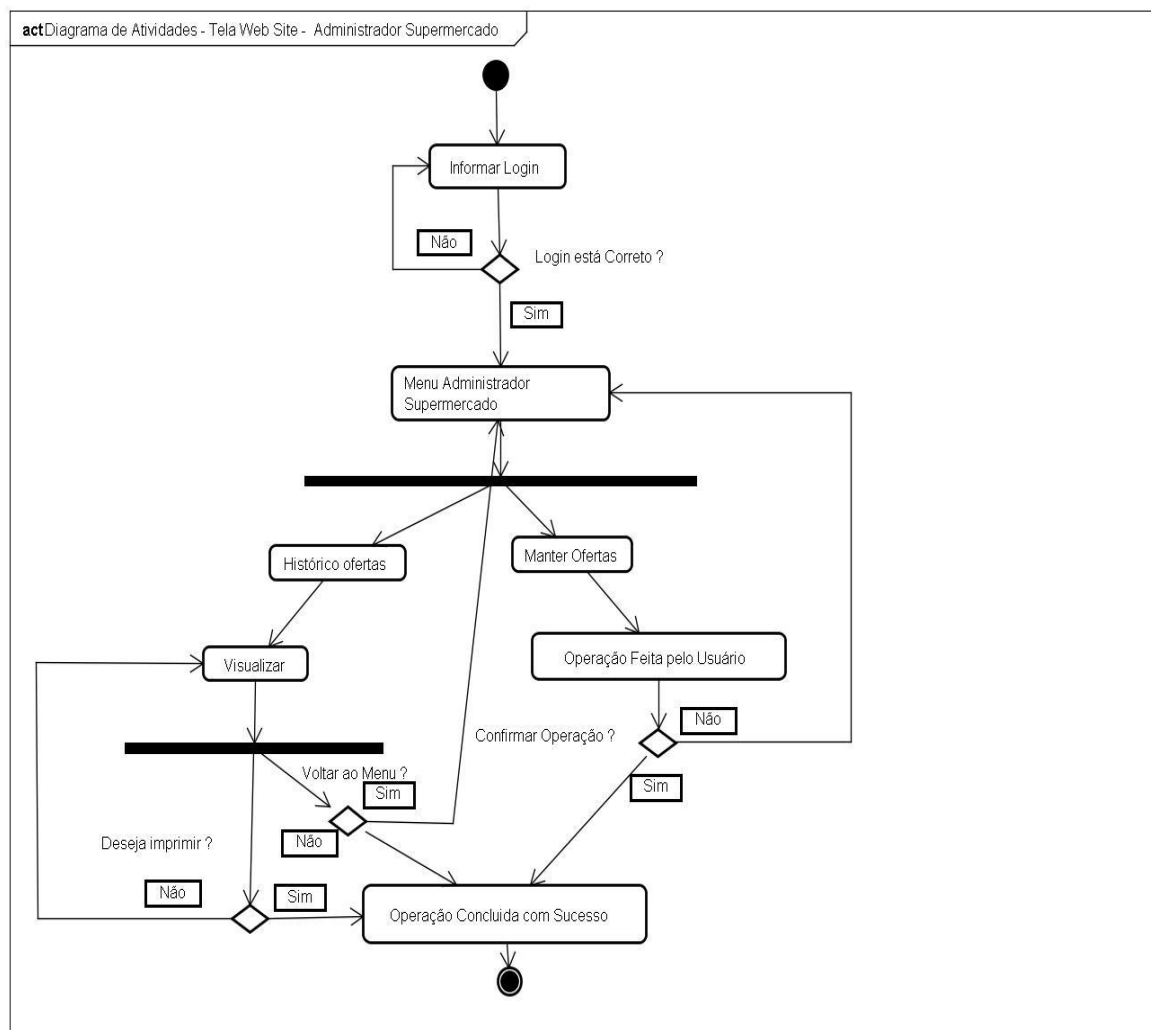 act Diagrama de Atividades - Tela Web Site - Administrador Supermercado
Informar Login
Não
Login está Correto ?
Sim
Menu Administrador
Supermercado
Histórico ofertas
Manter Ofertas
Visualizar
Operação Feita pelo Usuário
Não
Confirmar Operação ?
Voltar ao Menu ?
Sim
Sim
Não
Deseja imprimir ?
Não
Sim
Operação Concluida com Sucesso